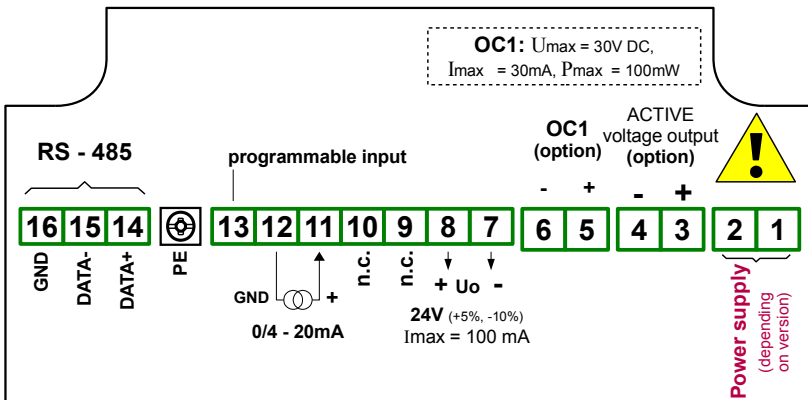 OC1: Umax = 30V DC,
Imax = 30mA, Pmax = 100mW
RS - 485
programmable input
OC1
(option)
- +
ACTIVE
voltage output
(option)
- +
!
16 15 14 13 12 11 10 9 8 7 6 5 4 3 2 1
GND
DATA-
DATA+
PE
GND +
0/4 - 20mA
n.c.
n.c.
+ Uo -
24V (+5%, -10%)
Imax = 100 mA
Power supply
(depending
on version)